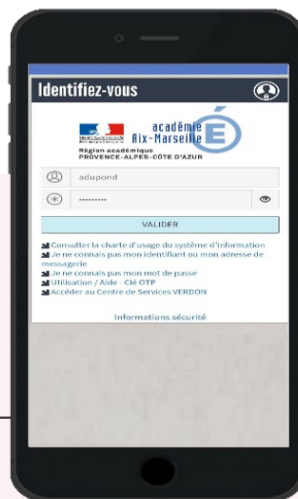 Identifiez-vous
académie
Aix-Marseille
Région académique
PROVENCE-ALPES-CÔTE D'AZUR
adupond
•••••••••
VALIDER
Consulter la charte d'usage du système d'information
Je ne connais pas mon identifiant ou mon adresse de
messagerie
Je ne connais pas mon mot de passe
Utilisation / Aide - Clé OTP
Accéder au Centre de Services VERDON
Informations sécurité